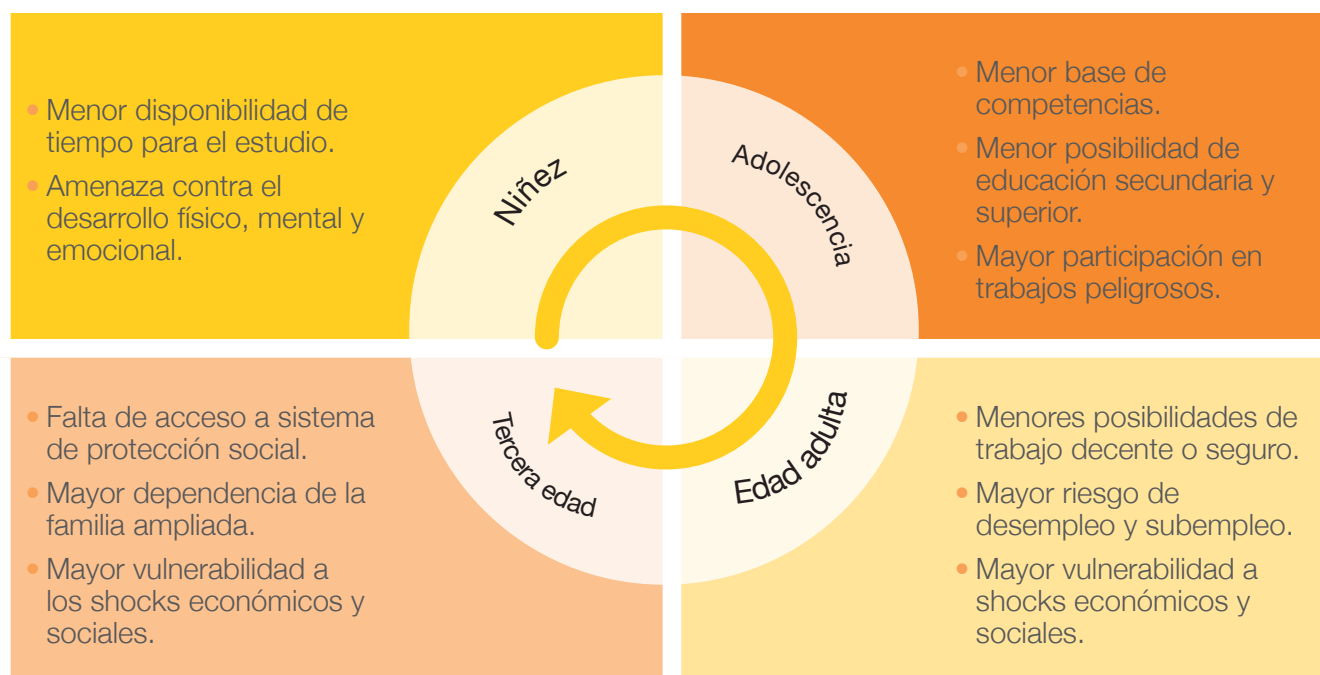 • Menor disponibilidad de
tiempo para el estudio.
• Amenaza contra el
desarrollo físico, mental y
emocional.
Niñez
Adolescencia
• Menor base de
competencias.
• Menor posibilidad de
educación secundaria y
superior.
• Mayor participación en
trabajos peligrosos.
• Falta de acceso a sistema
de protección social.
• Mayor dependencia de la
familia ampliada.
• Mayor vulnerabilidad a
los shocks económicos y
sociales.
Tercera edad
Edad adulta
• Menores posibilidades de
trabajo decente o seguro.
• Mayor riesgo de
desempleo y subempleo.
• Mayor vulnerabilidad a
shocks económicos y
sociales.